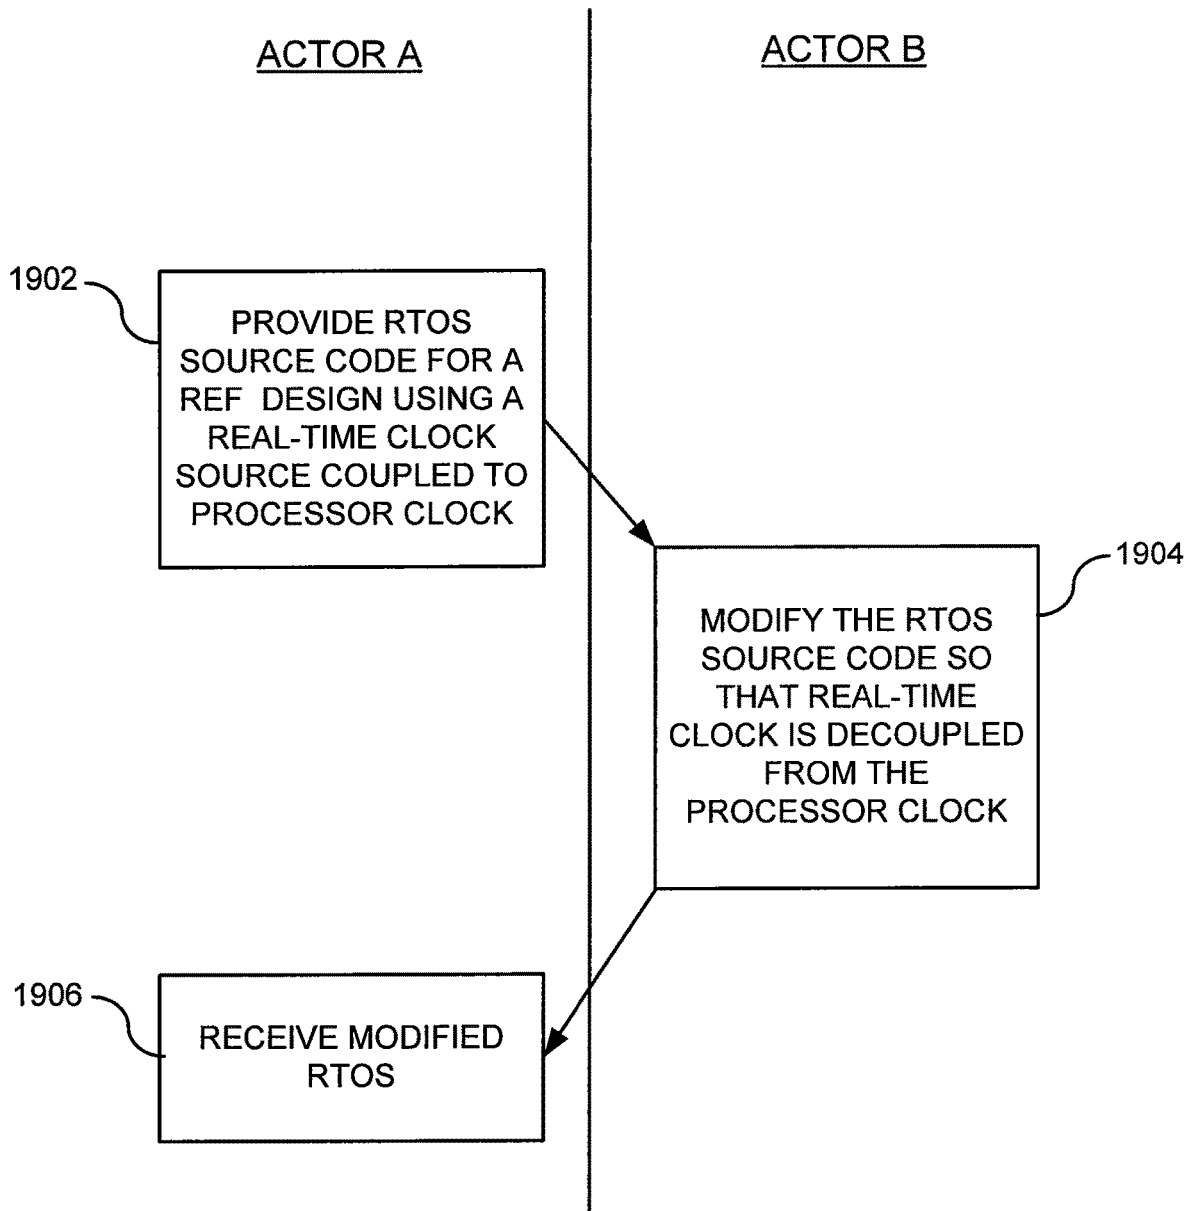 ACTOR A
ACTOR B
1902
PROVIDE RTOS
SOURCE CODE FOR A
REF DESIGN USING A
REAL-TIME CLOCK
SOURCE COUPLED TO
PROCESSOR CLOCK
1904
MODIFY THE RTOS
SOURCE CODE SO
THAT REAL-TIME
CLOCK IS DECOUPLED
FROM THE
PROCESSOR CLOCK
1906
RECEIVE MODIFIED
RTOS